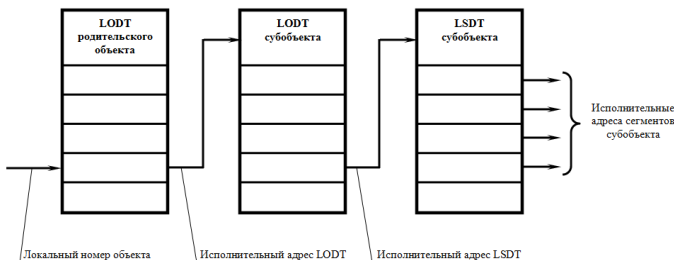 LODT
родительского
объекта
LODT
субобъекта
LSDT
субобъекта
Исполнительные
адреса сегментов
субобъекта
Локальный номер объекта
Исполнительный адрес LODT
Исполнительный адрес LSDT